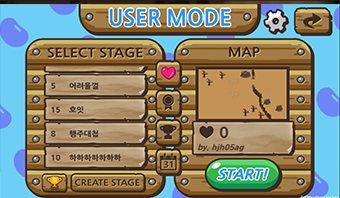 USER MODE
SELECT STAGE
5 어려울껄
15 호잇
8 행주대첩
10 하하하하하하하
CREATE STAGE
31
MAP
0
by. hjh05ag
START!